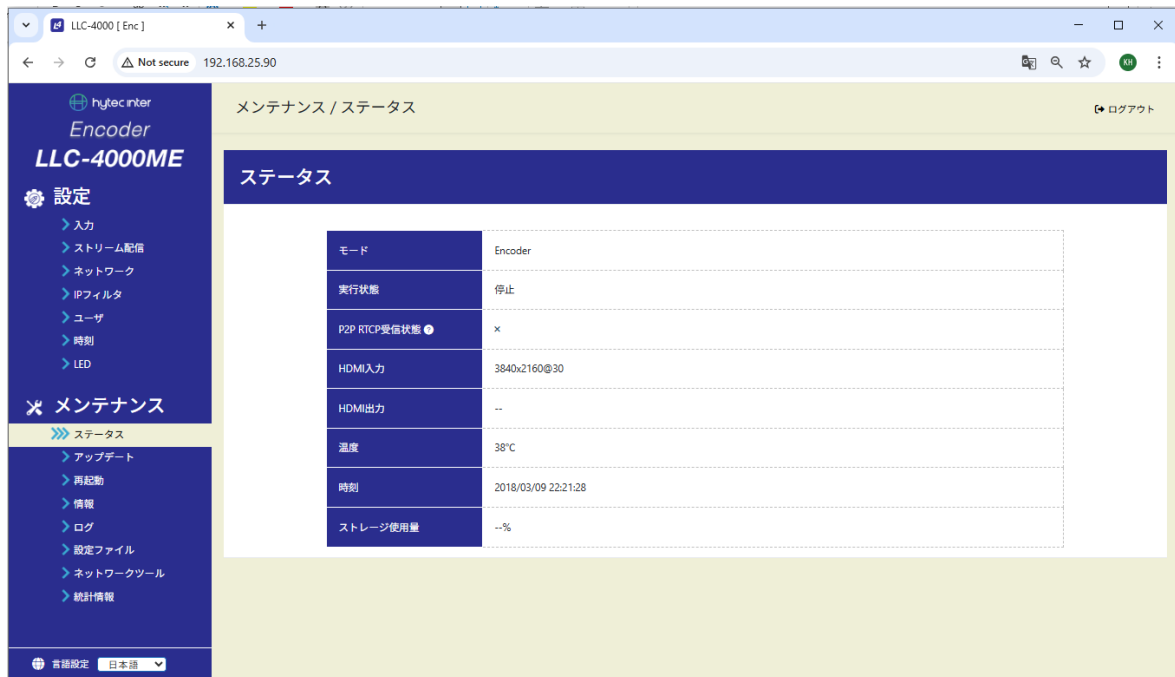 LLC-4000 [ Enc ]
Not secure 192.168.25.90
KH
hytec inter
Encoder
LLC-4000ME
設定
入力
ストリーム配信
ネットワーク
IPフィルタ
ユーザ
時刻
LED
メンテナンス
ステータス
アップデート
再起動
情報
ログ
設定ファイル
ネットワークツール
統計情報
言語設定 日本語
メンテナンス / ステータス
ログアウト
ステータス
モード Encoder
実行状態 停止
P2P RTCP受信状態 ? ×
HDMI入力 3840x2160@30
HDMI出力 --
温度 38°C
時刻 2018/03/09 22:21:28
ストレージ使用量 --%